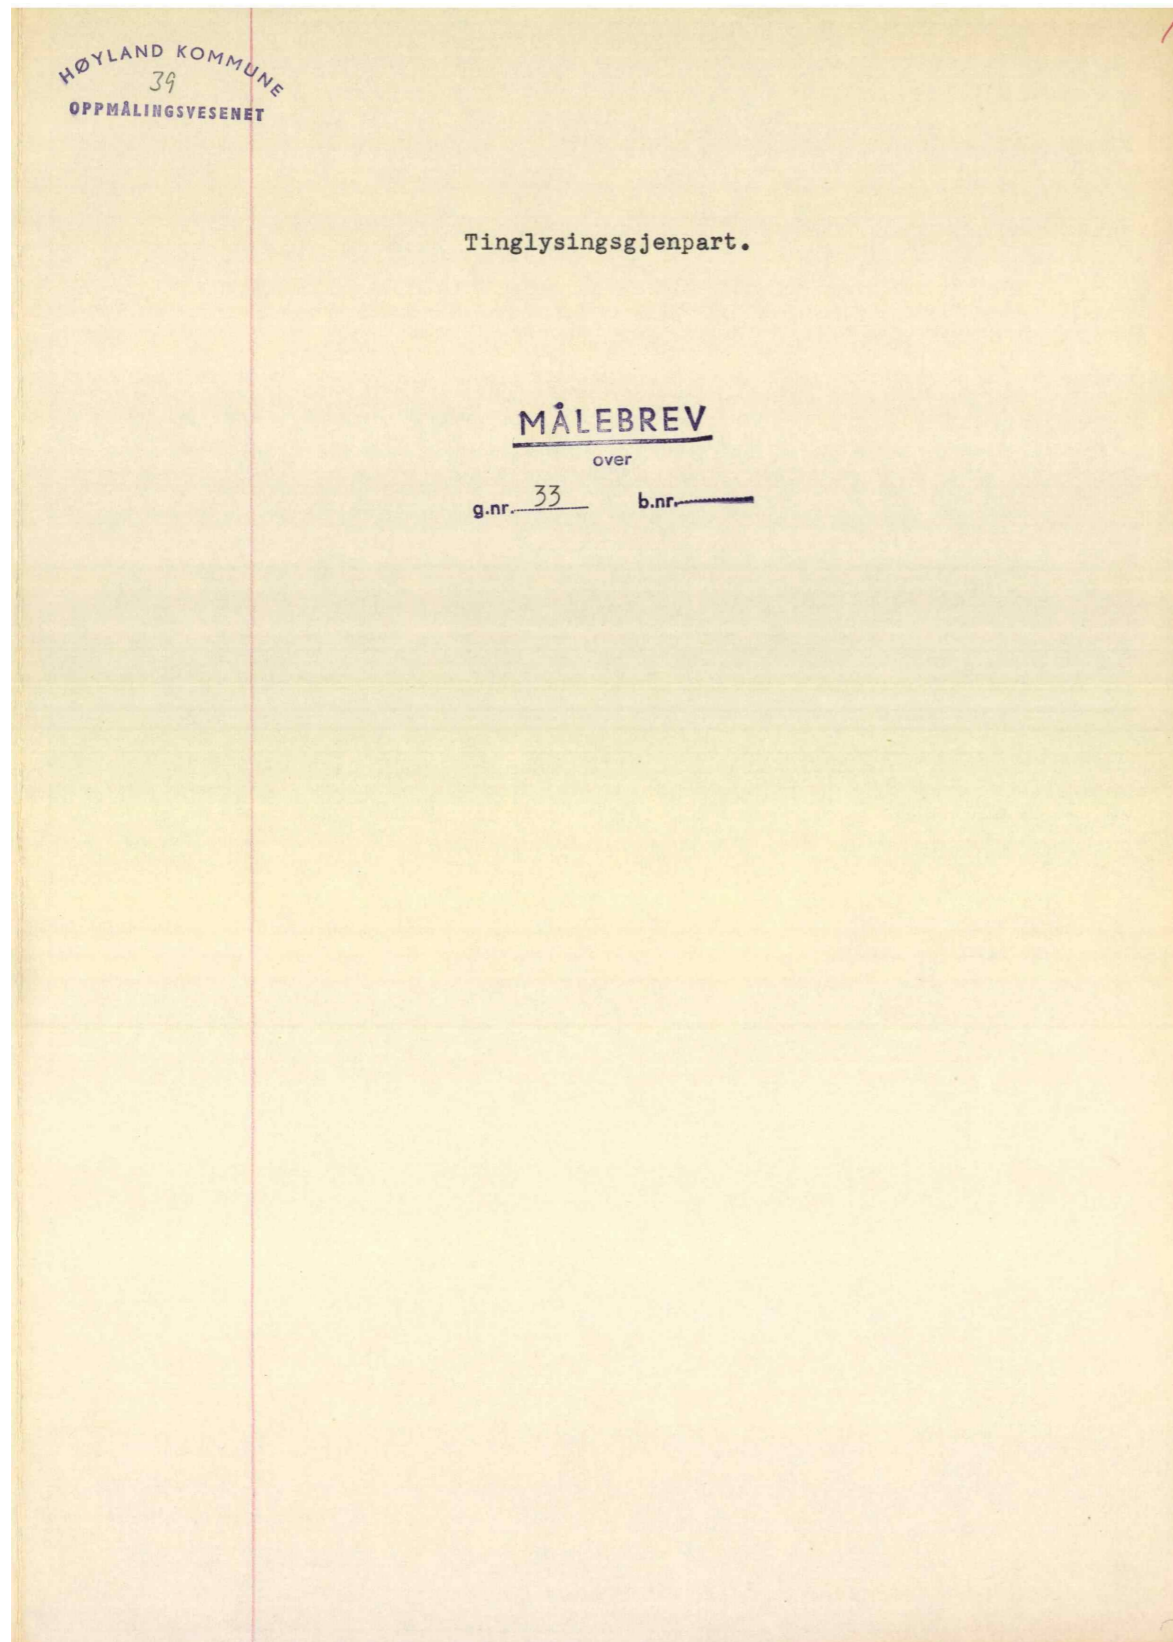 HØYLAND KOMMUNE
39
OPPMÅLINGSVESENET
Tinglysingsgjenpart.
MÅLEBREV
over
g.nr. 33 b.nr.